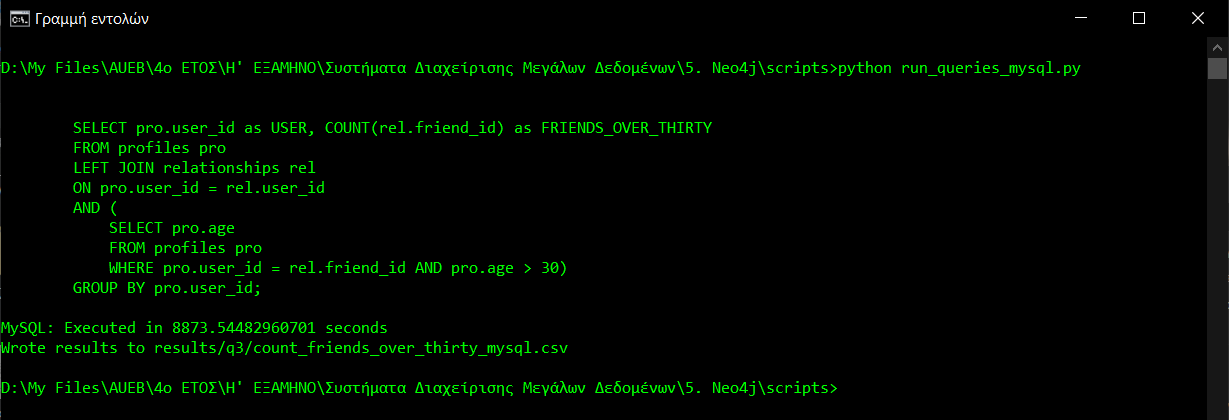 Γραμμή εντολών
D:\My Files\AUEB\4ο ΕΤΟΣ\Η' ΕΞΑΜΗΝΟ\Συστήματα Διαχείρισης Μεγάλων Δεδομένων\5. Neo4j\scripts>python run_queries_mysql.py
SELECT pro.user_id as USER, COUNT(rel.friend_id) as FRIENDS_OVER_THIRTY
FROM profiles pro
LEFT JOIN relationships rel
ON pro.user_id = rel.user_id
AND (
SELECT pro.age
FROM profiles pro
WHERE pro.user_id = rel.friend_id AND pro.age > 30)
GROUP BY pro.user_id;
MySQL: Executed in 8873.54482960701 seconds
Wrote results to results/q3/count_friends_over_thirty_mysql.csv
D:\My Files\AUEB\4ο ΕΤΟΣ\Η' ΕΞΑΜΗΝΟ\Συστήματα Διαχείρισης Μεγάλων Δεδομένων\5. Neo4j\scripts>